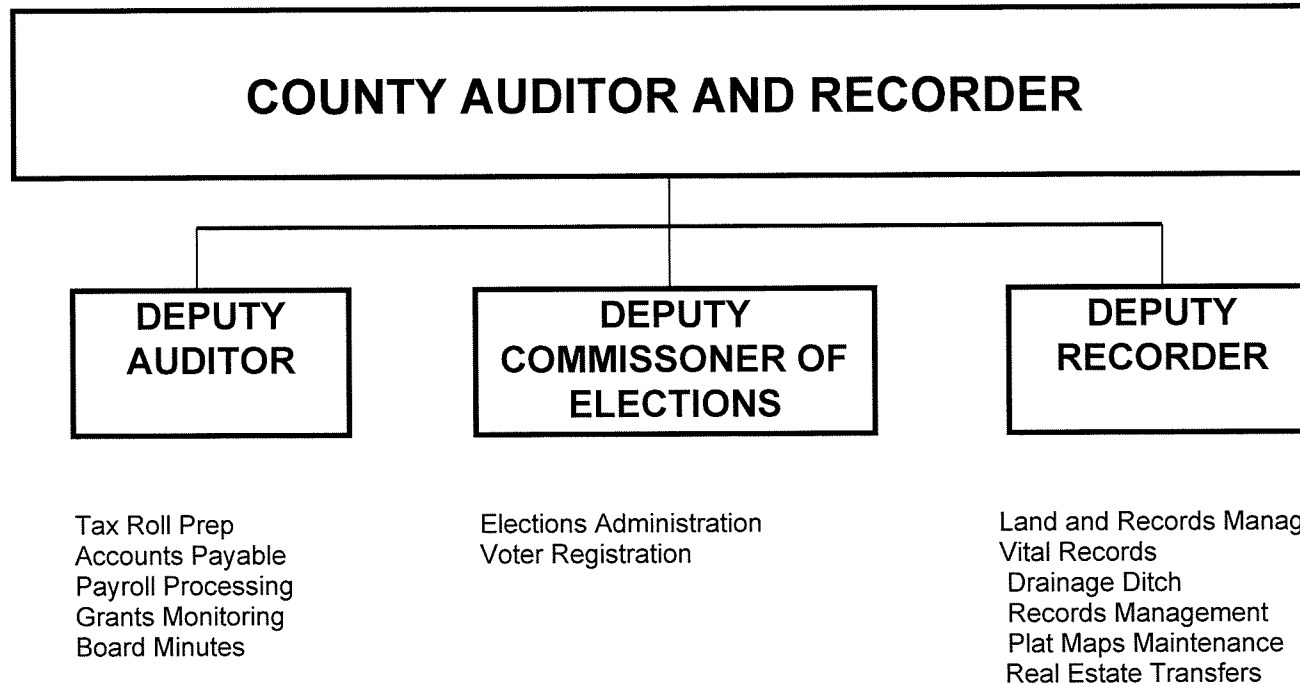 COUNTY AUDITOR AND RECORDER
DEPUTY
AUDITOR
DEPUTY
COMMISSONER OF
ELECTIONS
DEPUTY
RECORDER
Tax Roll Prep
Accounts Payable
Payroll Processing
Grants Monitoring
Board Minutes
Elections Administration
Voter Registration
Land and Records Manag
Vital Records
Drainage Ditch
Records Management
Plat Maps Maintenance
Real Estate Transfers